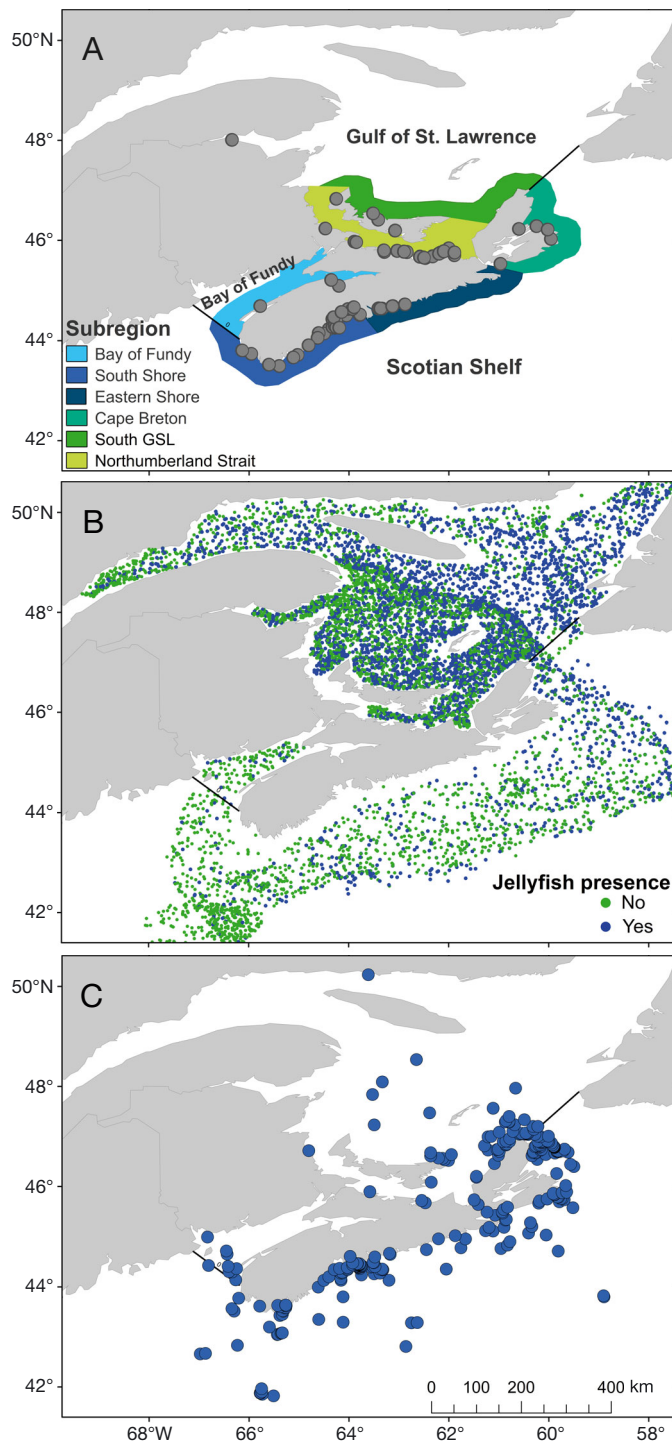 50°N
A
48°
Gulf of St. Lawrence
46°
Bay of Fundy
44°
Subregion
Bay of Fundy
South Shore
Scotian Shelf
Eastern Shore
Cape Breton
42°
South GSL
Northumberland Strait
50°N
B
48°
46°
44°
Jellyfish presence
42°
No
Yes
50°N
C
48°
46°
44°
42°
0 100 200 400 km
68°W 66° 64° 62° 60° 58°